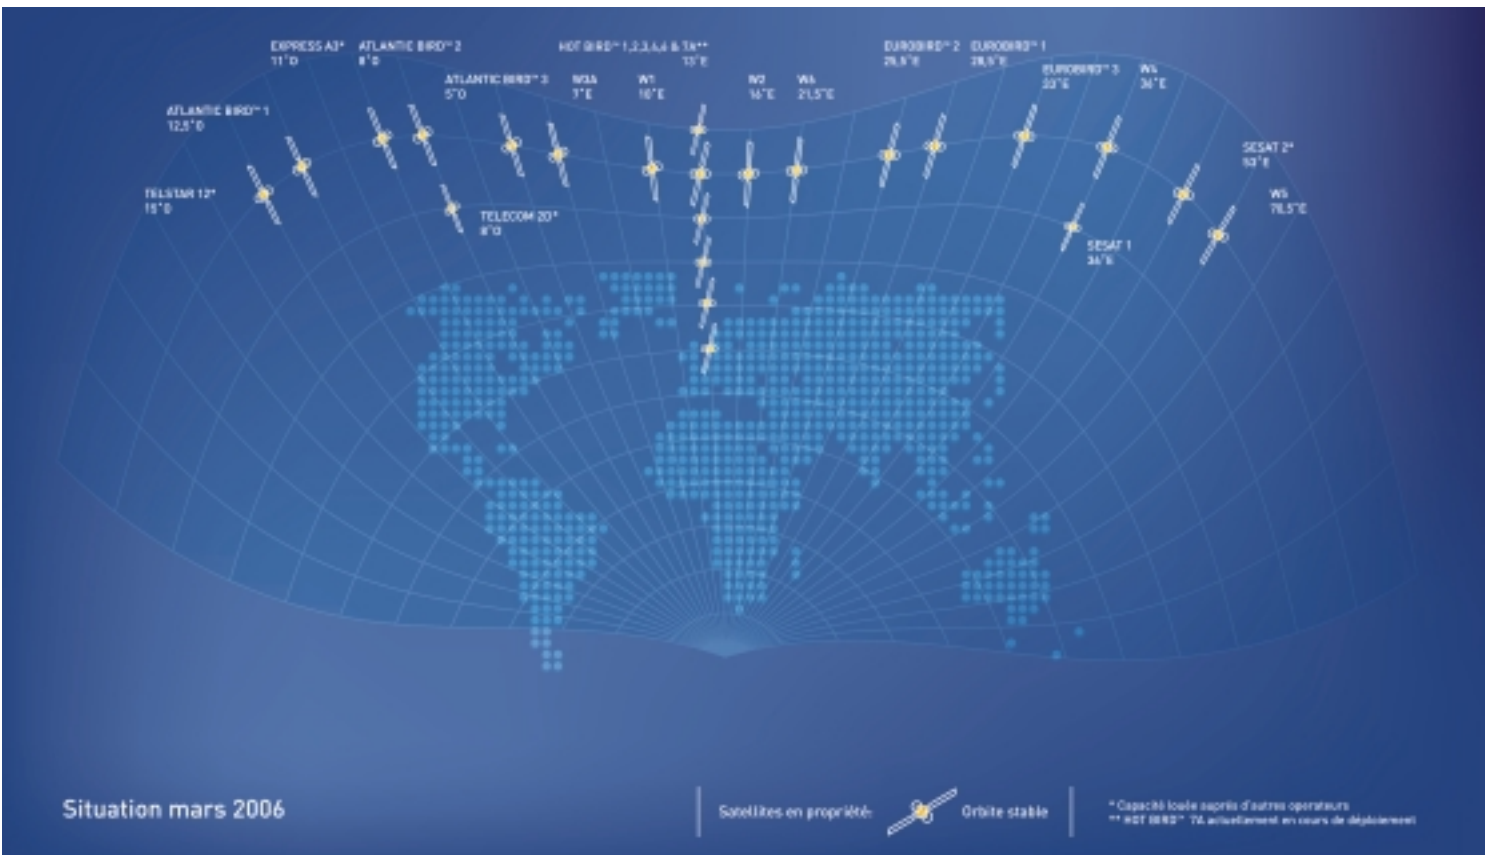 EXPRESS A3*
11°O
ATLANTIC BIRD™ 2
8°O
HOT BIRD™ 1,2,3,4,6 & 7A**
13°E
EUROBIRD™ 2
25,5°E
EUROBIRD™ 1
28,5°E
ATLANTIC BIRD™ 3
5°O
W3A
7°E
W1
10°E
W2
16°E
W6
21,5°E
EUROBIRD™ 3
33°E
W4
36°E
ATLANTIC BIRD™ 1
12,5°O
SESAT 2*
53°E
TELSTAR 12*
15°O
W5
70,5°E
TELECOM 2D*
8°O
SESAT 1
36°E
Situation mars 2006
Satellites en propriété:
Orbite stable
* Capacité louée auprès d'autres operateurs
** HOT BIRD™ 7A actuellement en cours de déploiement